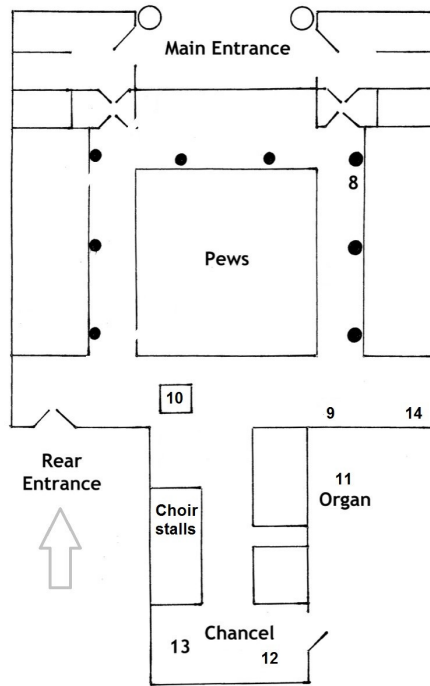 Main Entrance
8
Pews
10
9
14
Rear
Entrance
11
Organ
Choir
stalls
Chancel
13
12